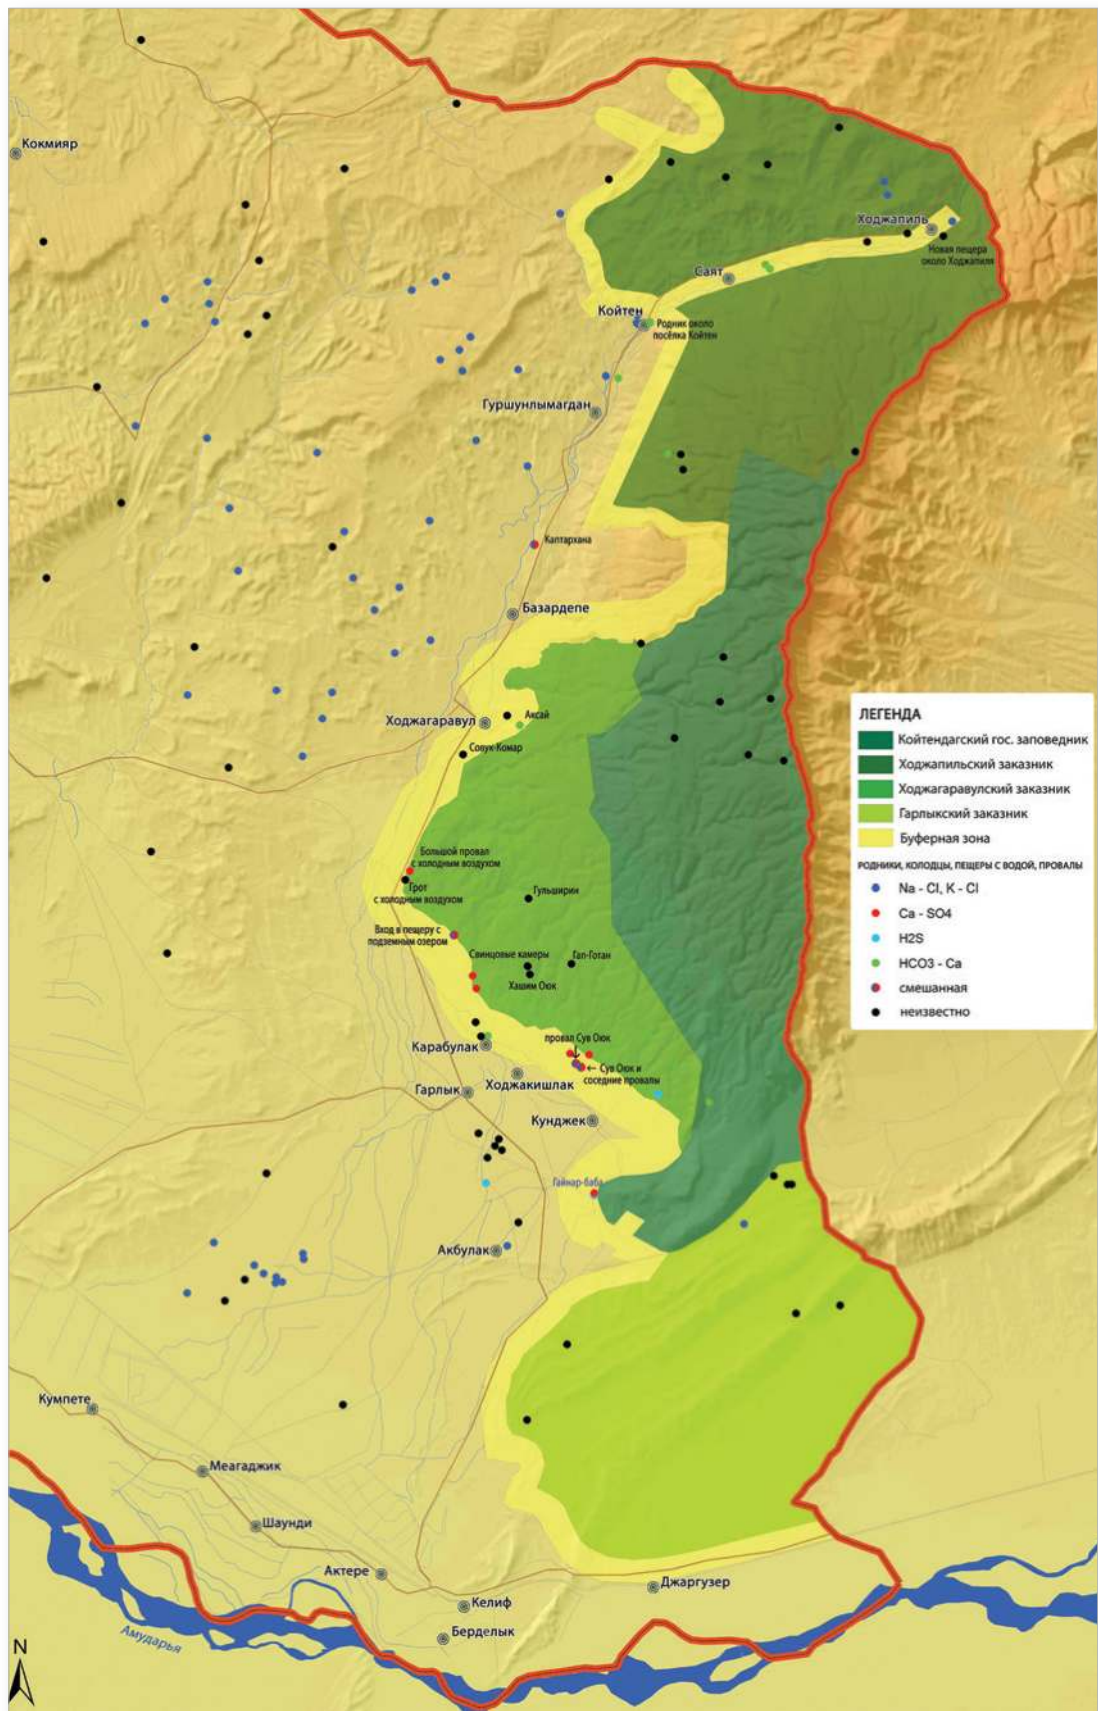 Кокмияр
Ходжапиль
Новая пещера
около Ходжапиля
Саят
Койтен
Родник около
посёлка Койтен
Гуршунлымагдан
Каптархана
Базардепе
Ходжагаравул
Аксай
Совук-Комар
ЛЕГЕНДА
Койтендагский гос. заповедник
Ходжапильский заказник
Ходжагаравулский заказник
Гарлыкский заказник
Буферная зона
РОДНИКИ, КОЛОДЦЫ, ПЕЩЕРЫ С ВОДОЙ, ПРОВАЛЫ
Na - Cl, K - Cl
Ca - SO4
H2S
HCO3 - Ca
смешанная
неизвестно
Большой провал
с холодным воздухом
Грот
с холодным воздухом
Гульширин
Вход в пещеру с
подземным озером
Свинцовые камеры
Гап-Готан
Хашим Оюк
провал Сув Оюк
Карабулак
← Сув Оюк и
соседние провалы
Ходжакишлак
Гарлык
Кунджек
Гайнар-баба
Акбулак
Кумпете
Меагаджик
Шаунди
Актере
Джаргузер
Келиф
Берделык
Амударья
N